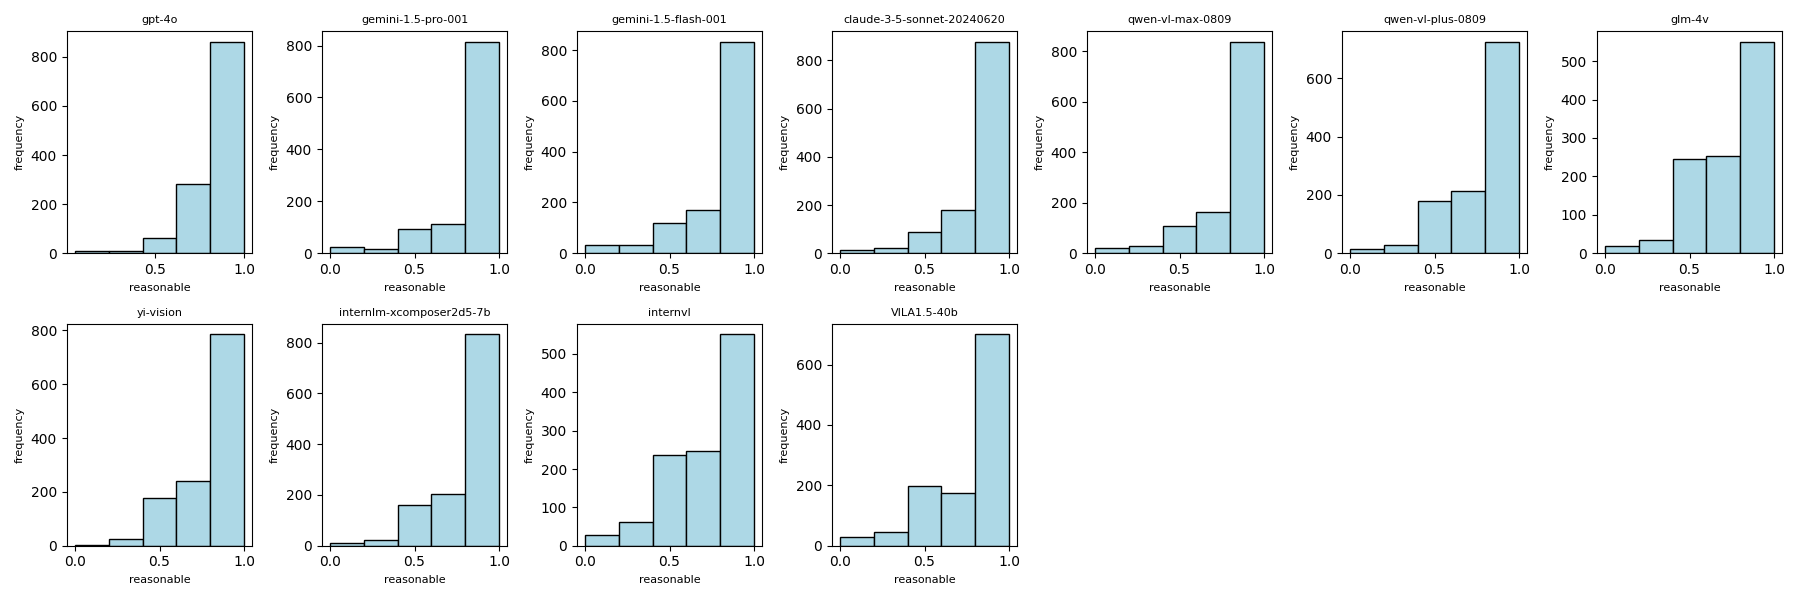 gpt-4o
gemini-1.5-pro-001
gemini-1.5-flash-001
claude-3-5-sonnet-20240620
qwen-vl-max-0809
qwen-vl-plus-0809
glm-4v
frequency
800
600
400
200
0
0.5 1.0
reasonable
frequency
800
600
400
200
0
0.0 0.5 1.0
reasonable
frequency
800
600
400
200
0
0.0 0.5 1.0
reasonable
frequency
800
600
400
200
0
0.0 0.5 1.0
reasonable
frequency
800
600
400
200
0
0.0 0.5 1.0
reasonable
frequency
600
400
200
0
0.0 0.5 1.0
reasonable
frequency
500
400
300
200
100
0
0.0 0.5 1.0
reasonable
yi-vision
internlm-xcomposer2d5-7b
internvl
VILA1.5-40b
frequency
800
600
400
200
0
0.0 0.5 1.0
reasonable
frequency
800
600
400
200
0
0.0 0.5 1.0
reasonable
frequency
500
400
300
200
100
0
0.0 0.5 1.0
reasonable
frequency
600
400
200
0
0.0 0.5 1.0
reasonable